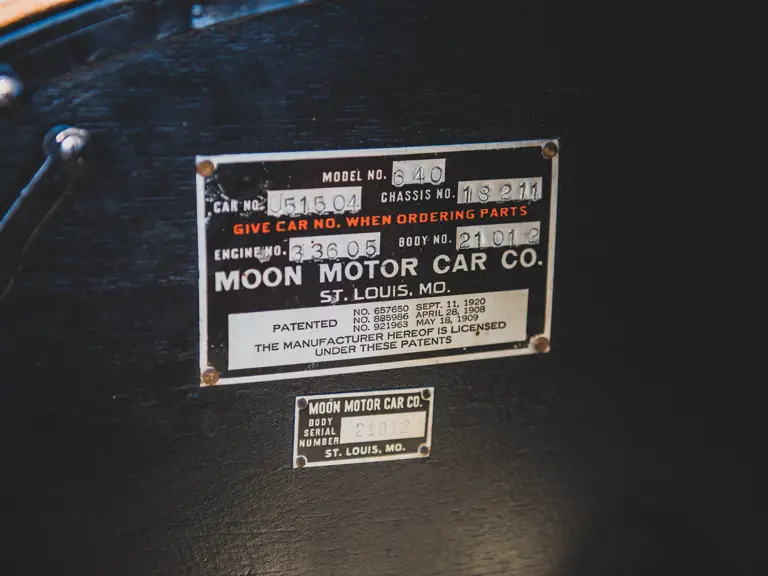 MODEL NO. 640
CAR NO. J51504 CHASSIS NO. 18211
GIVE CAR NO. WHEN ORDERING PARTS
ENGINE NO. 33605 BODY NO. 21012
MOON MOTOR CAR CO.
ST. LOUIS, MO.
PATENTED
NO. 657650 SEPT. 11, 1920
NO. 885986 APRIL 28, 1908
NO. 921963 MAY 18, 1909
THE MANUFACTURER HEREOF IS LICENSED
UNDER THESE PATENTS
MOON MOTOR CAR CO.
BODY
SERIAL
NUMBER 21012
ST. LOUIS, MO.